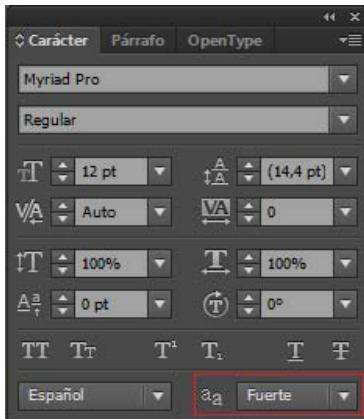 Carácter Párrafo OpenType
Myriad Pro
Regular
12 pt (14,4 pt)
Auto 0
100% 100%
0 pt 0°
TT Tt T¹ T₁ T T
Español aa Fuerte